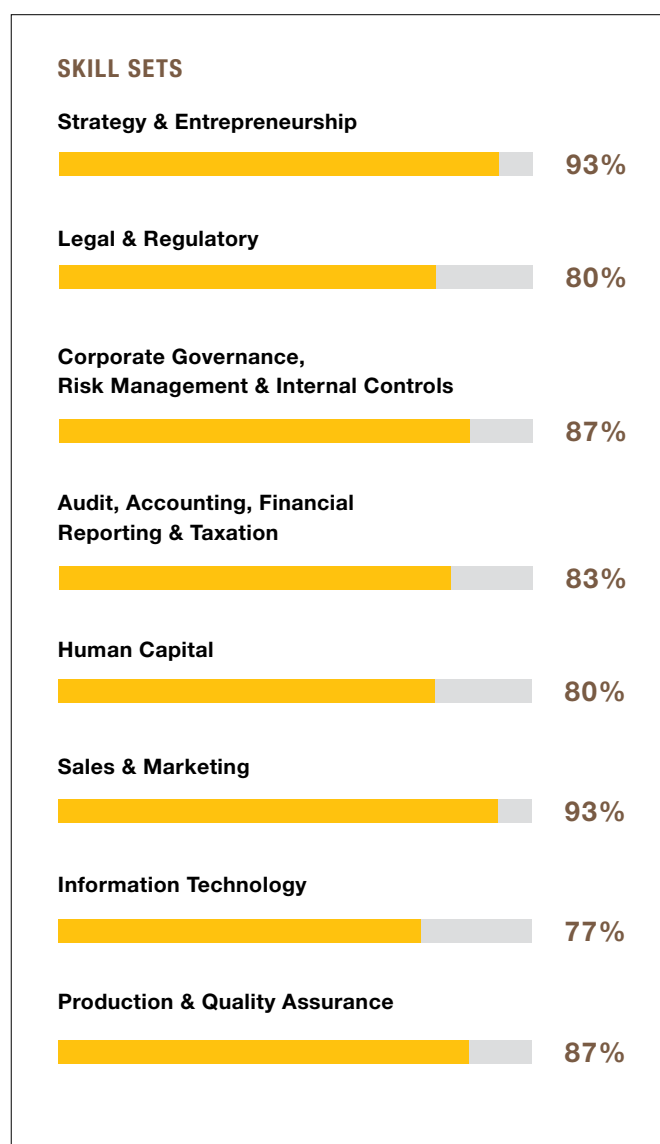 SKILL SETS
Strategy & Entrepreneurship
93%
Legal & Regulatory
80%
Corporate Governance,
Risk Management & Internal Controls
87%
Audit, Accounting, Financial
Reporting & Taxation
83%
Human Capital
80%
Sales & Marketing
93%
Information Technology
77%
Production & Quality Assurance
87%